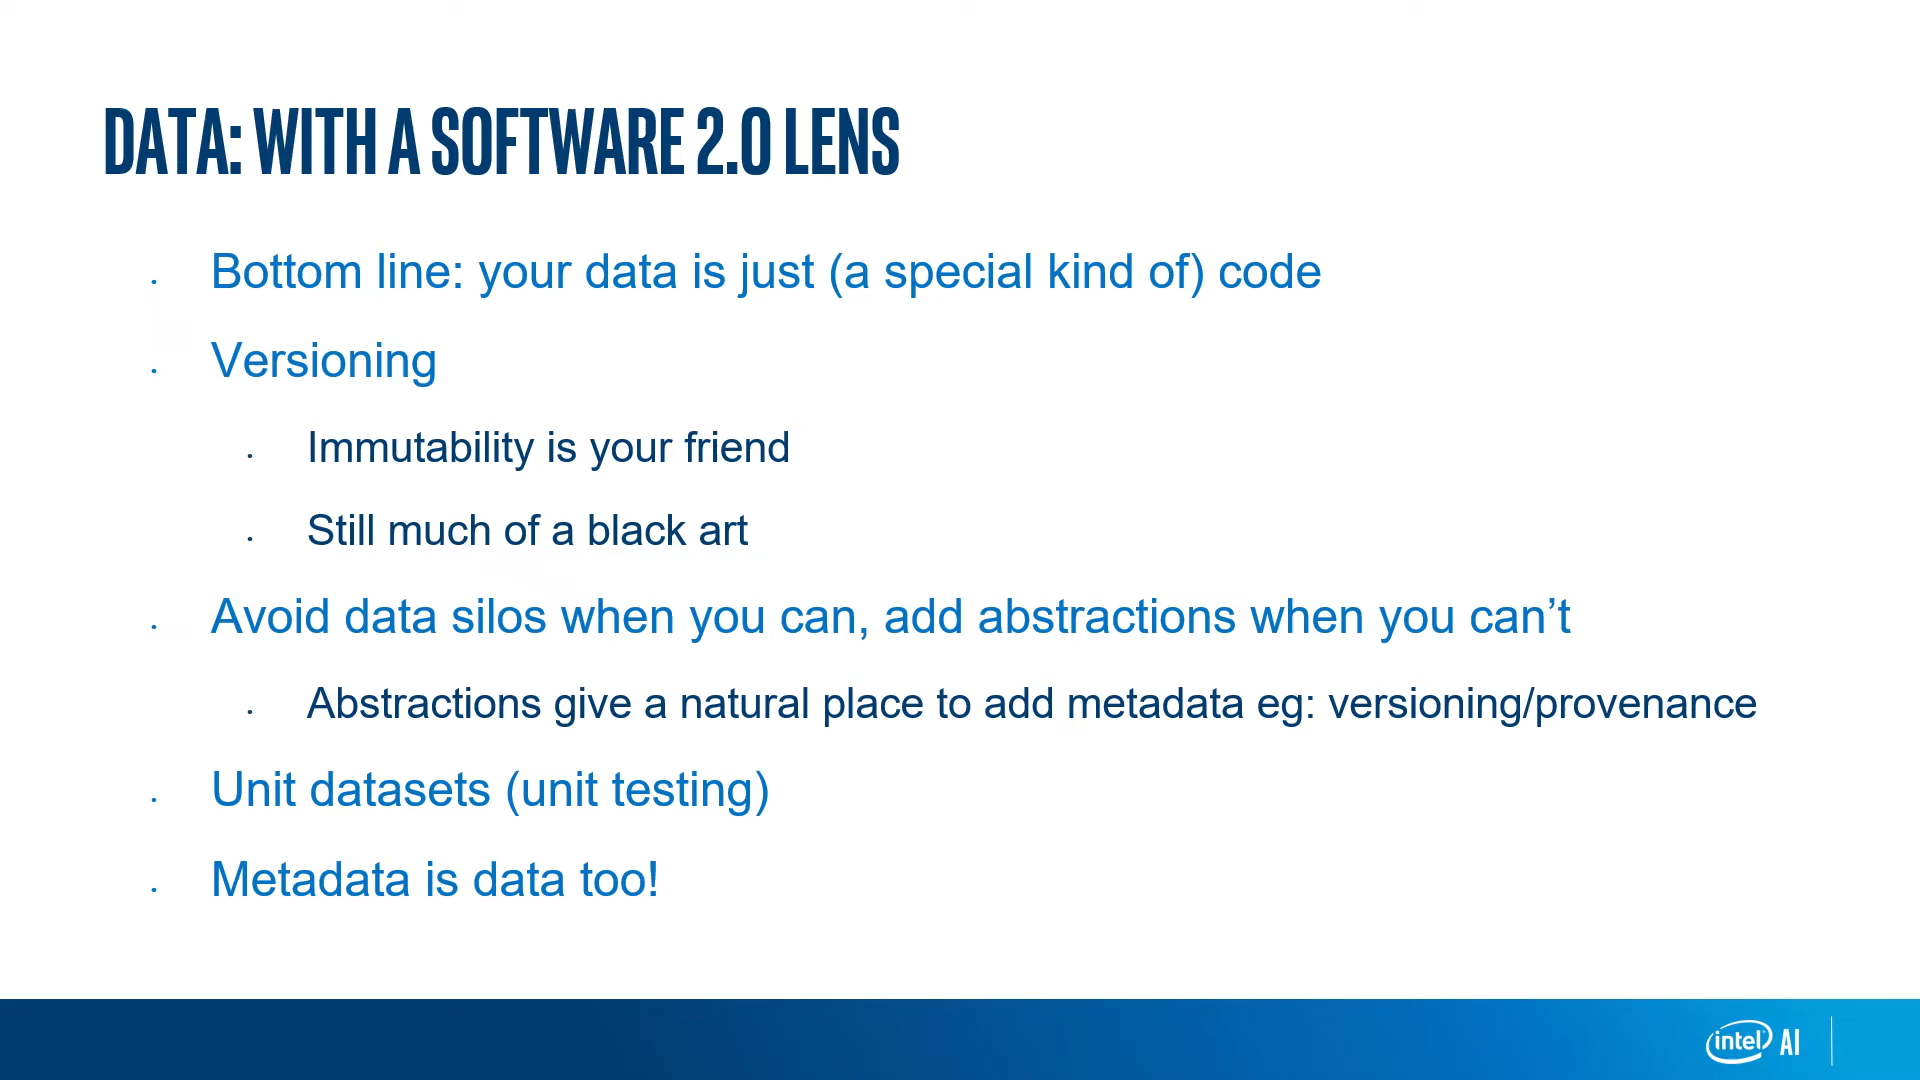 DATA: WITH A SOFTWARE 2.0 LENS
Bottom line: your data is just (a special kind of) code
Versioning
Immutability is your friend
Still much of a black art
Avoid data silos when you can, add abstractions when you can’t
Abstractions give a natural place to add metadata eg: versioning/provenance
Unit datasets (unit testing)
Metadata is data too!
intel AI